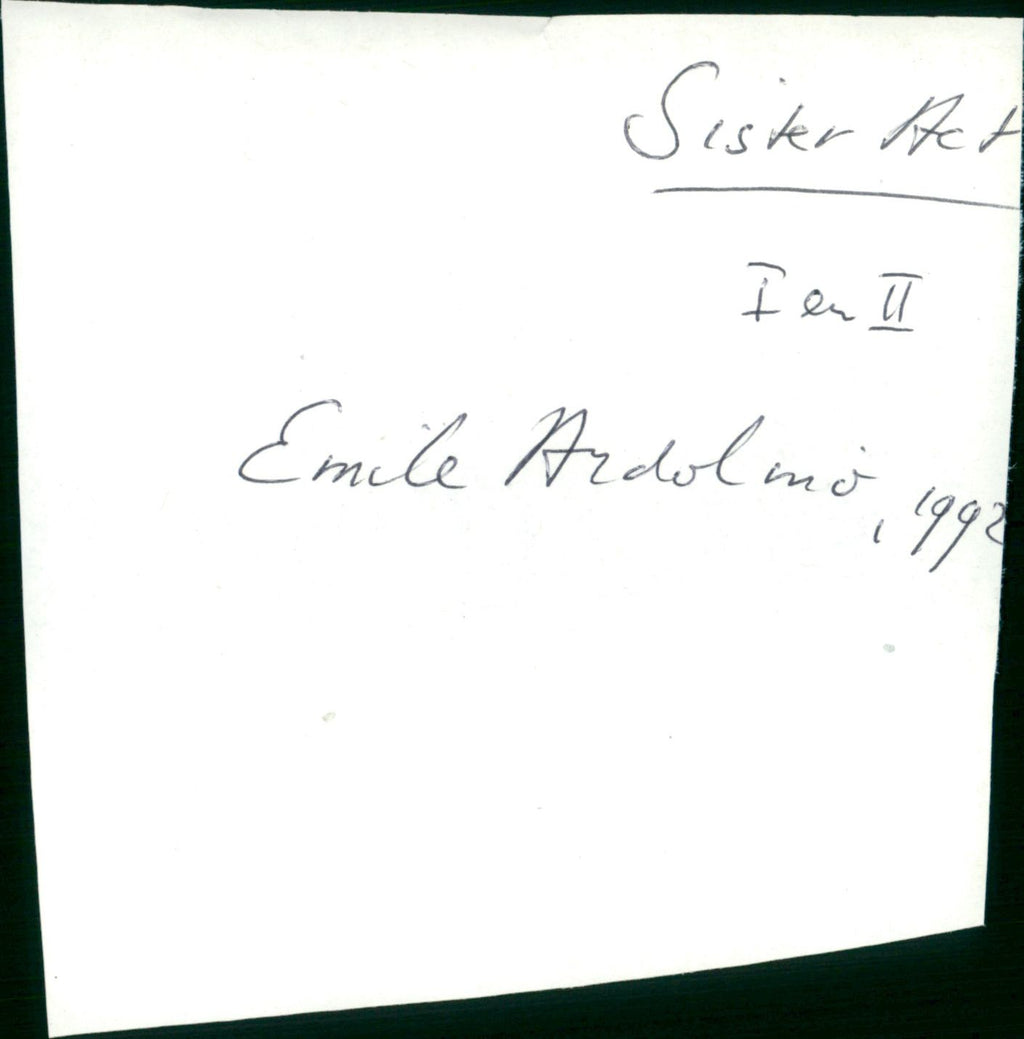 Sister Act
I en II
Emile Ardolino, 1992